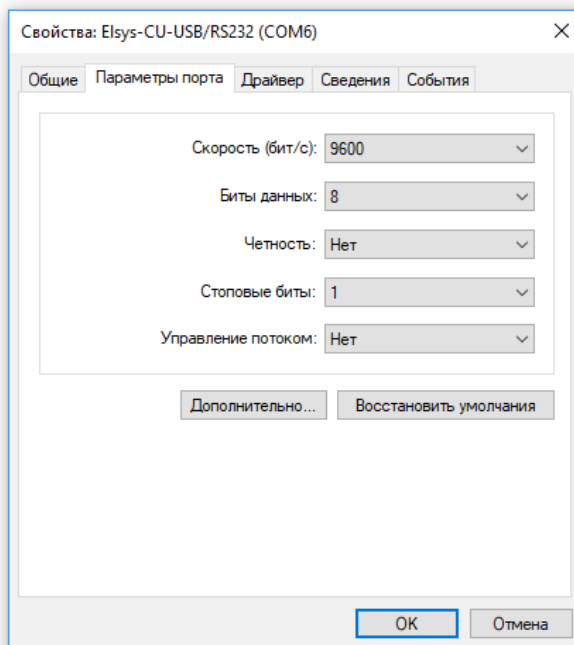 Свойства: Elsys-CU-USB/RS232 (COM6)
Общие Параметры порта Драйвер Сведения События
Скорость (бит/с): 9600
Биты данных: 8
Четность: Нет
Стоповые биты: 1
Управление потоком: Нет
Дополнительно... Восстановить умолчания
OK Отмена